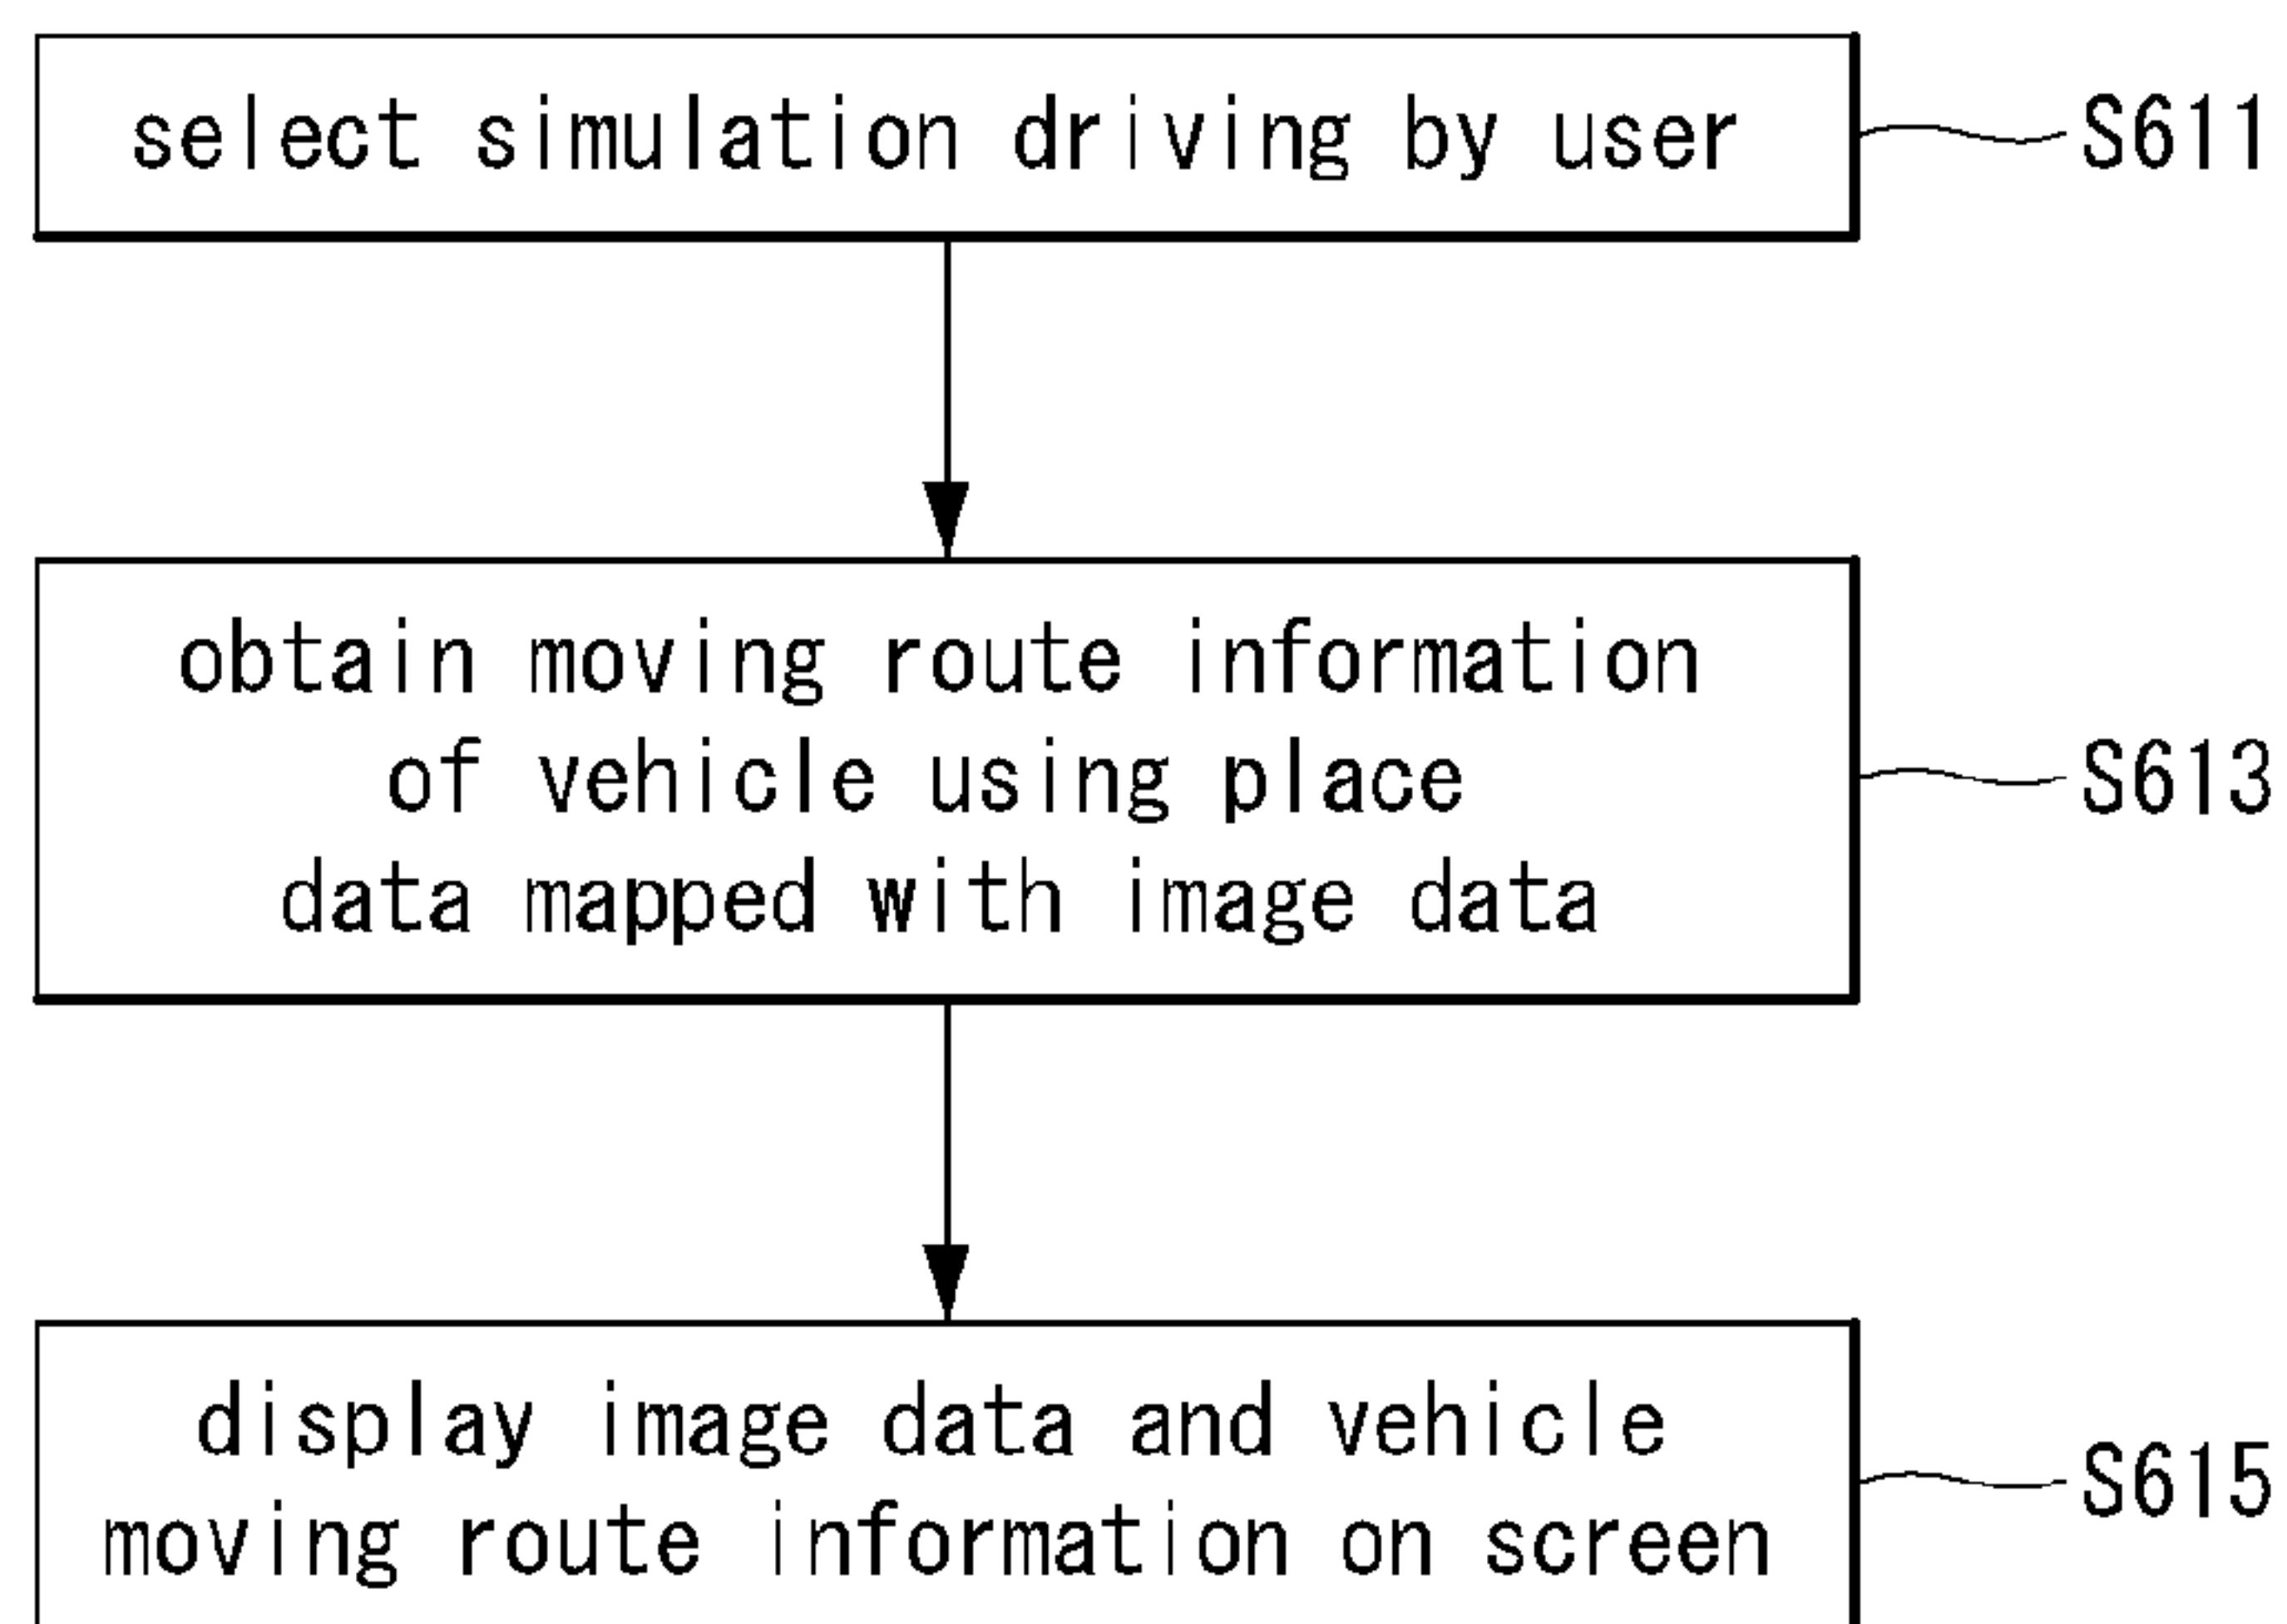 select simulation driving by user
S611
obtain moving route information
of vehicle using place
data mapped with image data
S613
display image data and vehicle
moving route information on screen
S615